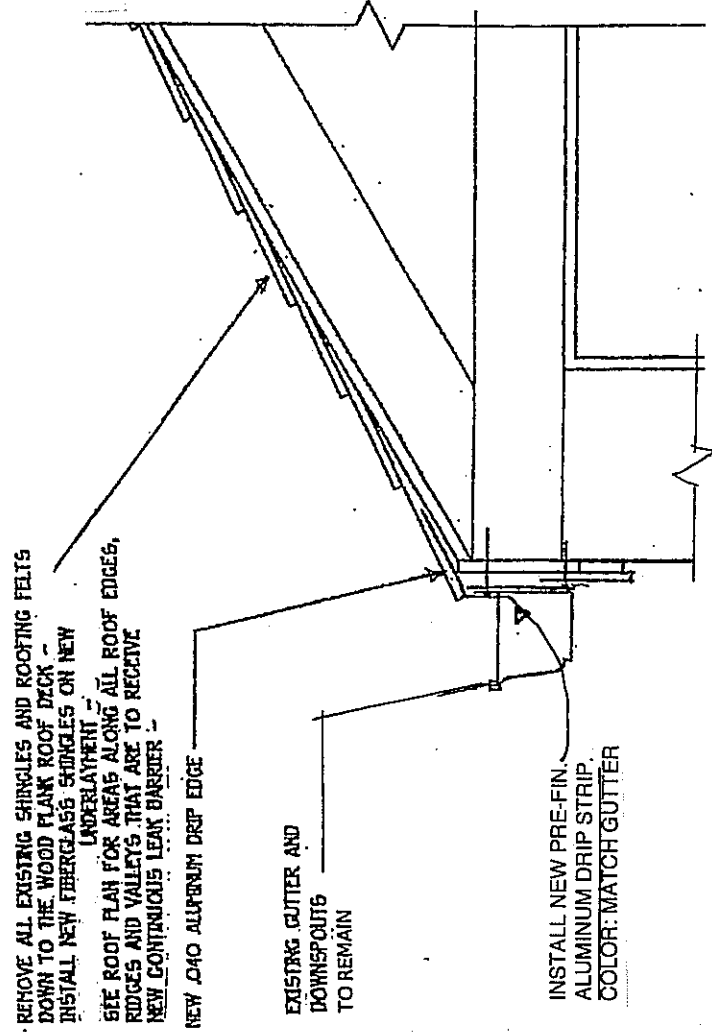 - REMOVE ALL EXISTING SHINGLES AND ROOFING FELTS
DOWN TO THE WOOD PLANK ROOF DECK -
INSTALL NEW FIBERGLASS SHINGLES ON NEW
UNDERLAYMENT -
SEE ROOF PLAN FOR AREAS ALONG ALL ROOF EDGES,
RIDGES AND VALLEYS THAT ARE TO RECEIVE
NEW CONTINUOUS LEAK BARRIER -
NEW .040 ALUMINUM DRIP EDGE
EXISTING GUTTER AND
DOWNSPOUTS
TO REMAIN
INSTALL NEW PRE-FIN.
ALUMINUM DRIP STRIP.
COLOR: MATCH GUTTER